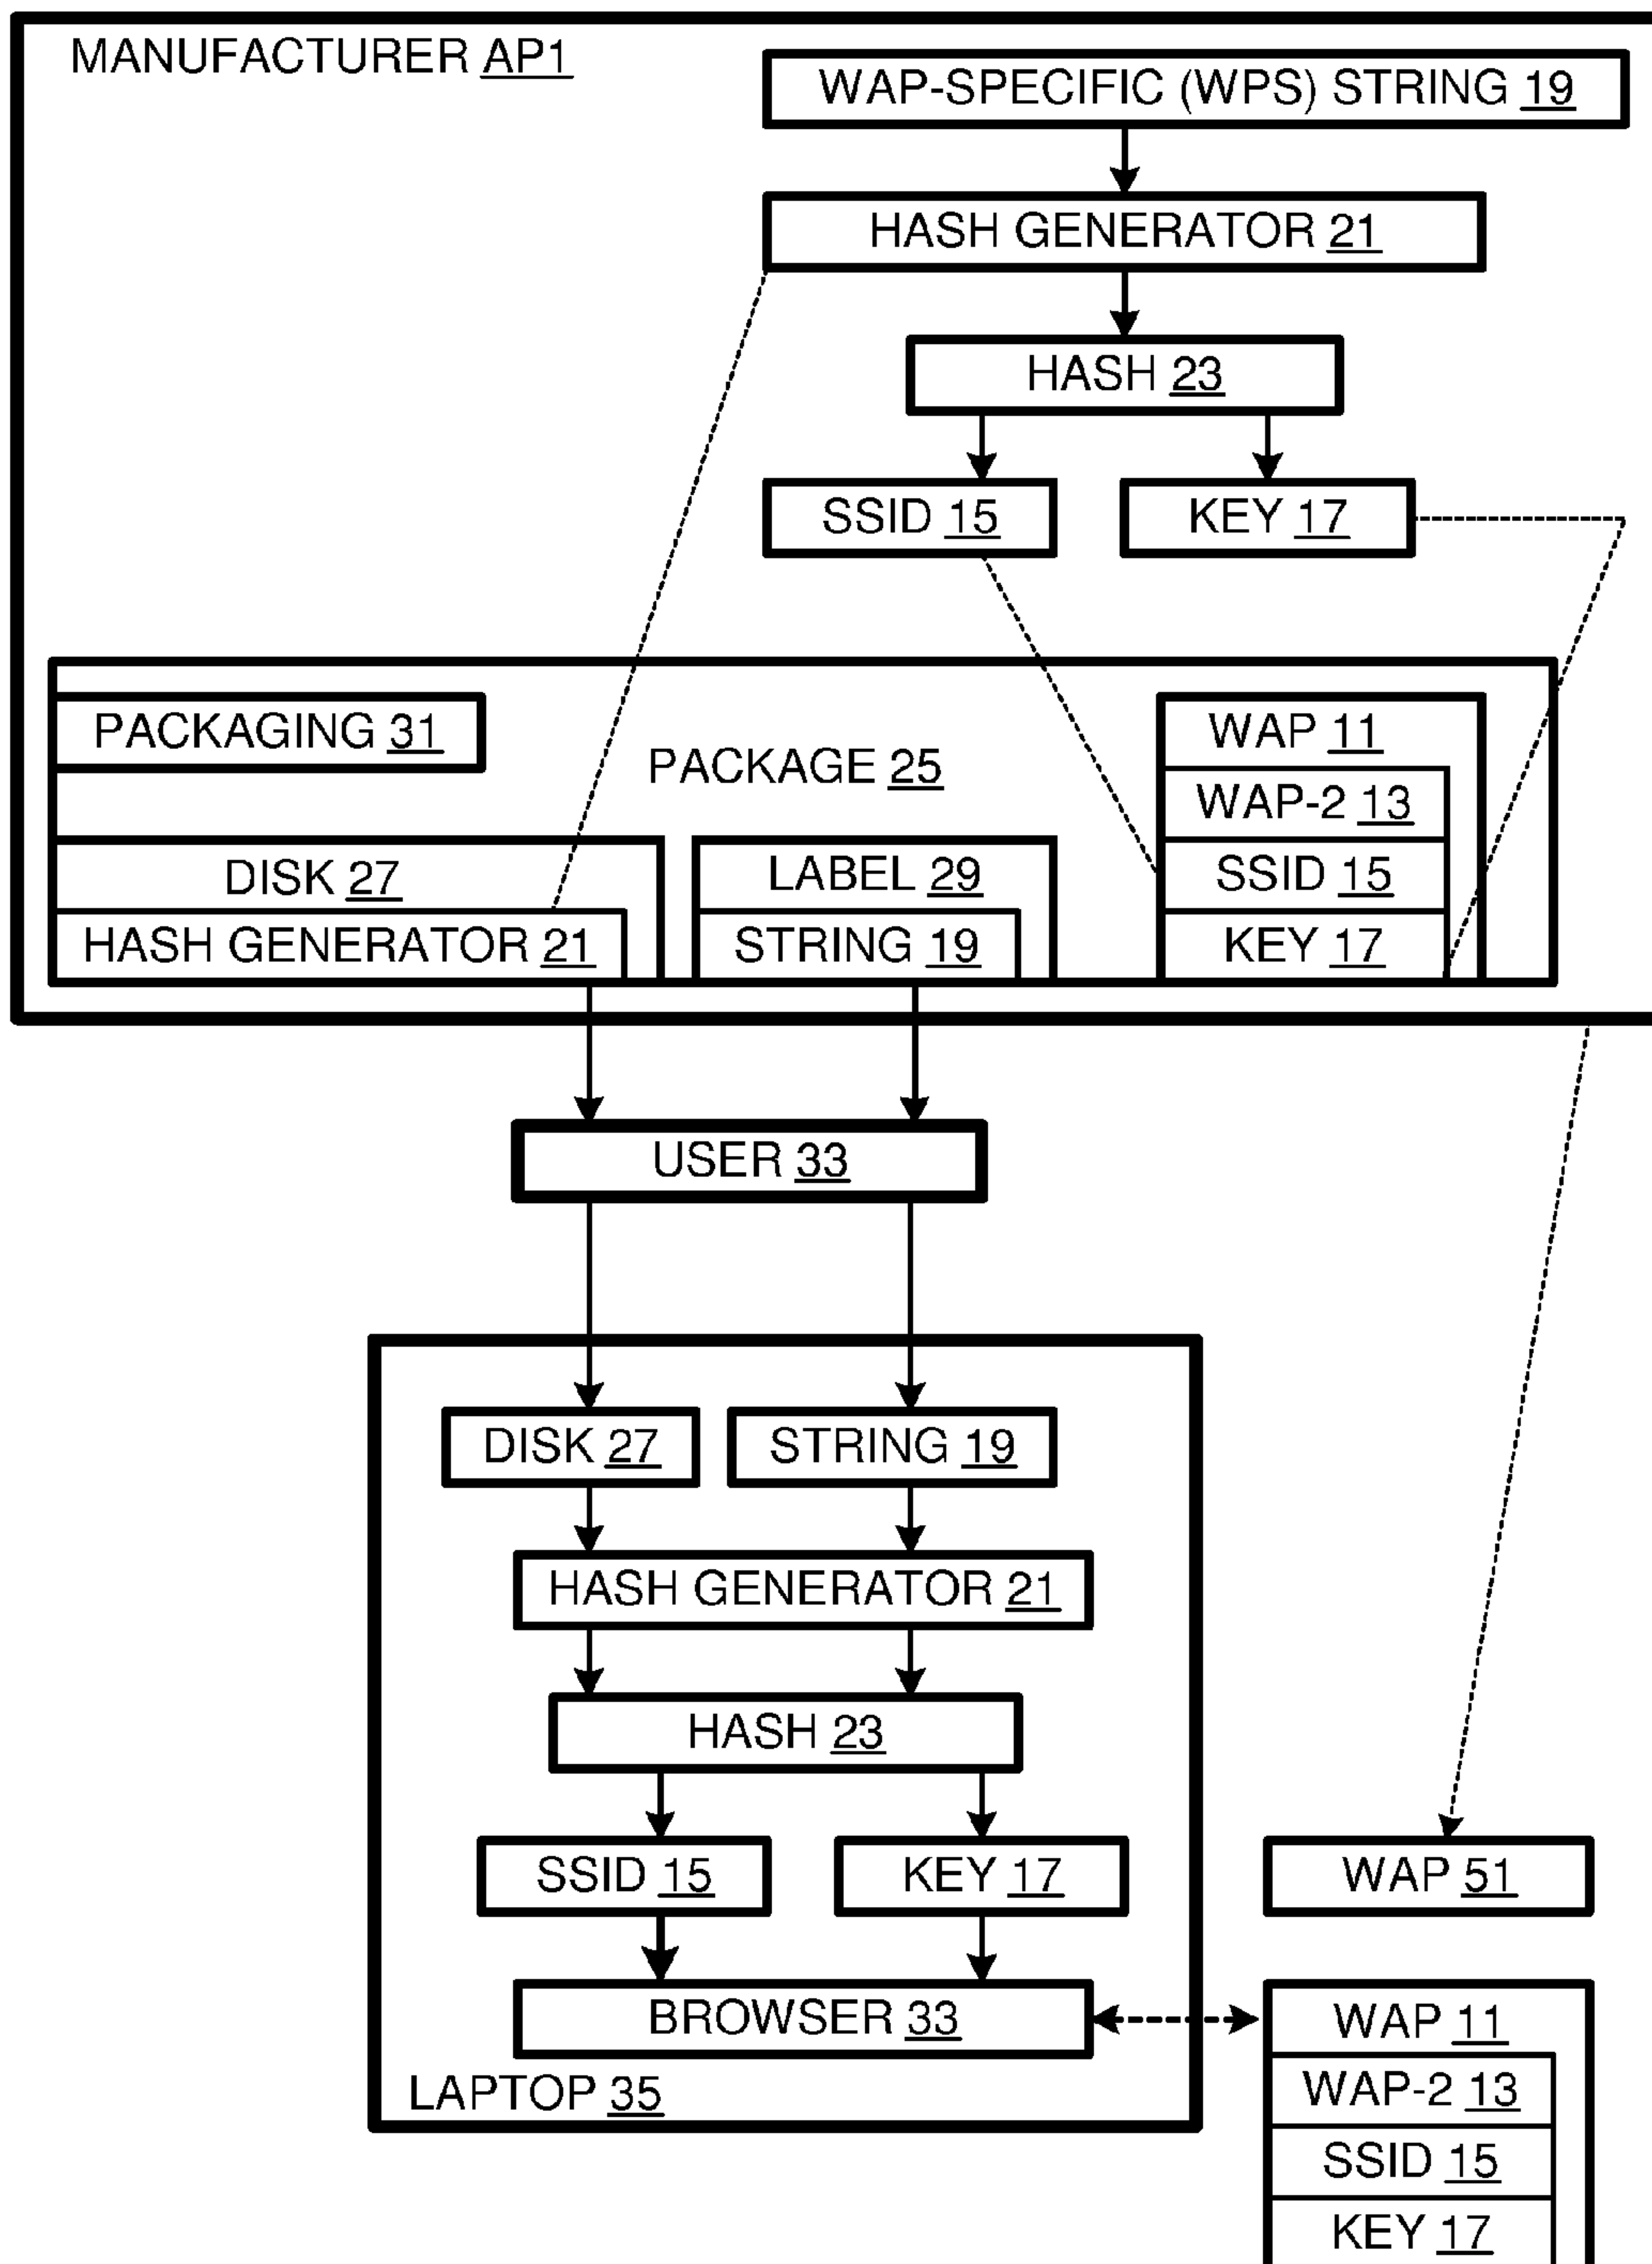 MANUFACTURER AP1
WAP-SPECIFIC (WPS) STRING 19
HASH GENERATOR 21
HASH 23
SSID 15
KEY 17
PACKAGING 31
PACKAGE 25
WAP 11
WAP-2 13
SSID 15
KEY 17
DISK 27
HASH GENERATOR 21
LABEL 29
STRING 19
USER 33
DISK 27
STRING 19
HASH GENERATOR 21
HASH 23
SSID 15
KEY 17
BROWSER 33
LAPTOP 35
WAP 51
WAP 11
WAP-2 13
SSID 15
KEY 17